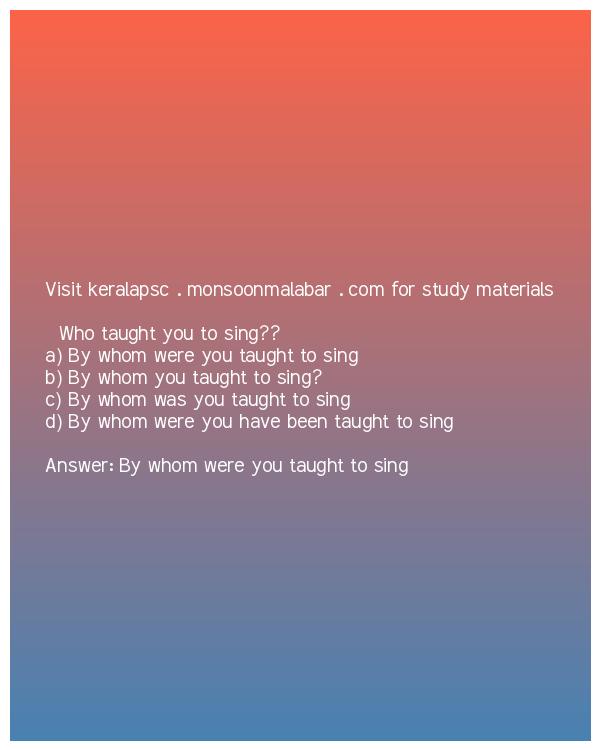 Visit keralapsc . monsoonmalabar . com for study materials
Who taught you to sing??
a) By whom were you taught to sing
b) By whom you taught to sing?
c) By whom was you taught to sing
d) By whom were you have been taught to sing
Answer: By whom were you taught to sing